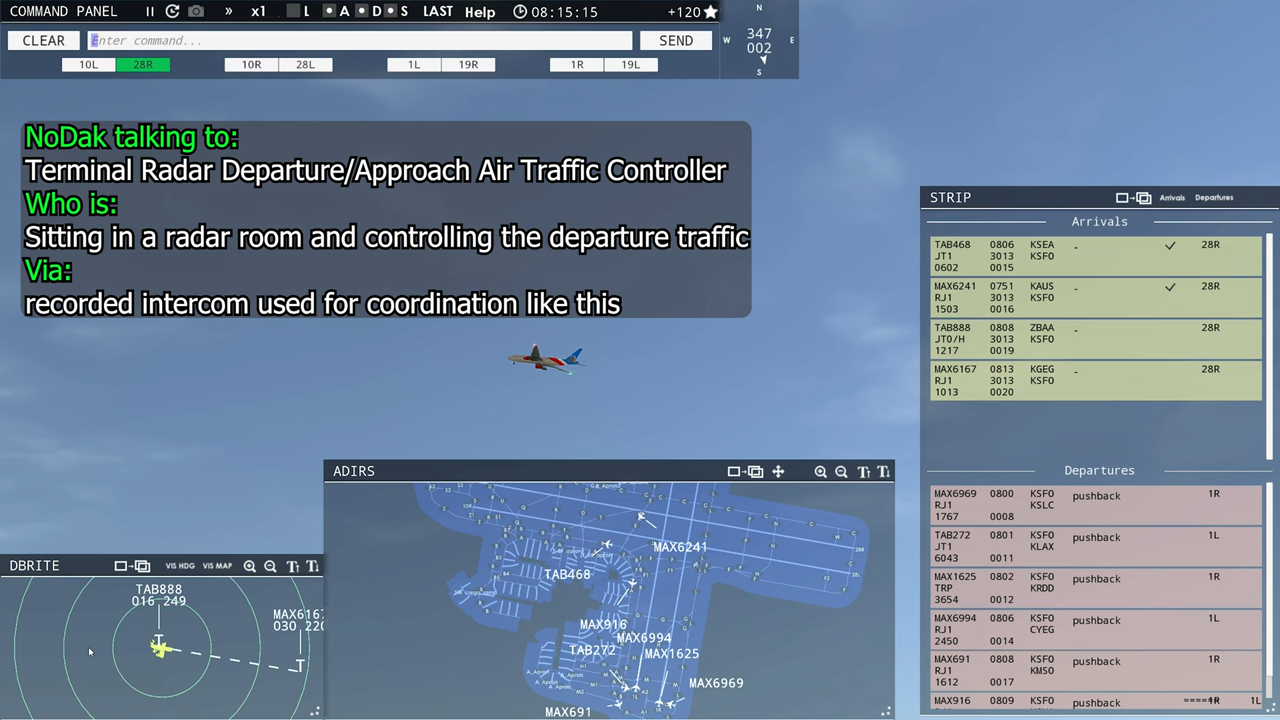 COMMAND PANEL » x1 L A D S LAST Help 08:15:15 +120
N
CLEAR Enter command... SEND W 347 E
002
10L 28R 10R 28L 1L 19R 1R 19L S
NoDak talking to:
Terminal Radar Departure/Approach Air Traffic Controller
Who is:
Sitting in a radar room and controlling the departure traffic
Via:
recorded intercom used for coordination like this
STRIP Arrivals Departures
Arrivals
TAB468 0806 KSEA - 28R
JT1 3013 KSFO
0602 0015
MAX6241 0751 KAUS - 28R
RJ1 3013 KSFO
1503 0016
TAB888 0808 ZBAA - 28R
JT0/H 3013 KSFO
1217 0019
MAX6167 0813 KGEG - 28R
RJ1 3013 KSFO
1013 0020
Departures
MAX6969 0800 KSFO pushback 1R
RJ1 KSLC
1767 0008
TAB272 0801 KSFO pushback 1L
JT1 KLAX
6043 0011
MAX1625 0802 KSFO pushback 1R
TRP KRDD
3654 0012
MAX6994 0806 KSFO pushback 1L
RJ1 CYEG
2450 0014
MAX691 0808 KSFO pushback 1R
RJ1 KMSO
1612 0017
MAX916 0809 KSFO pushback 1L
ADIRS
MAX6241
TAB468
MAX916
MAX6994
TAB272
MAX1625
MAX6969
MAX691
DBRITE VIS HDG VIS MAP
TAB888
016 249
MAX6167
030 220